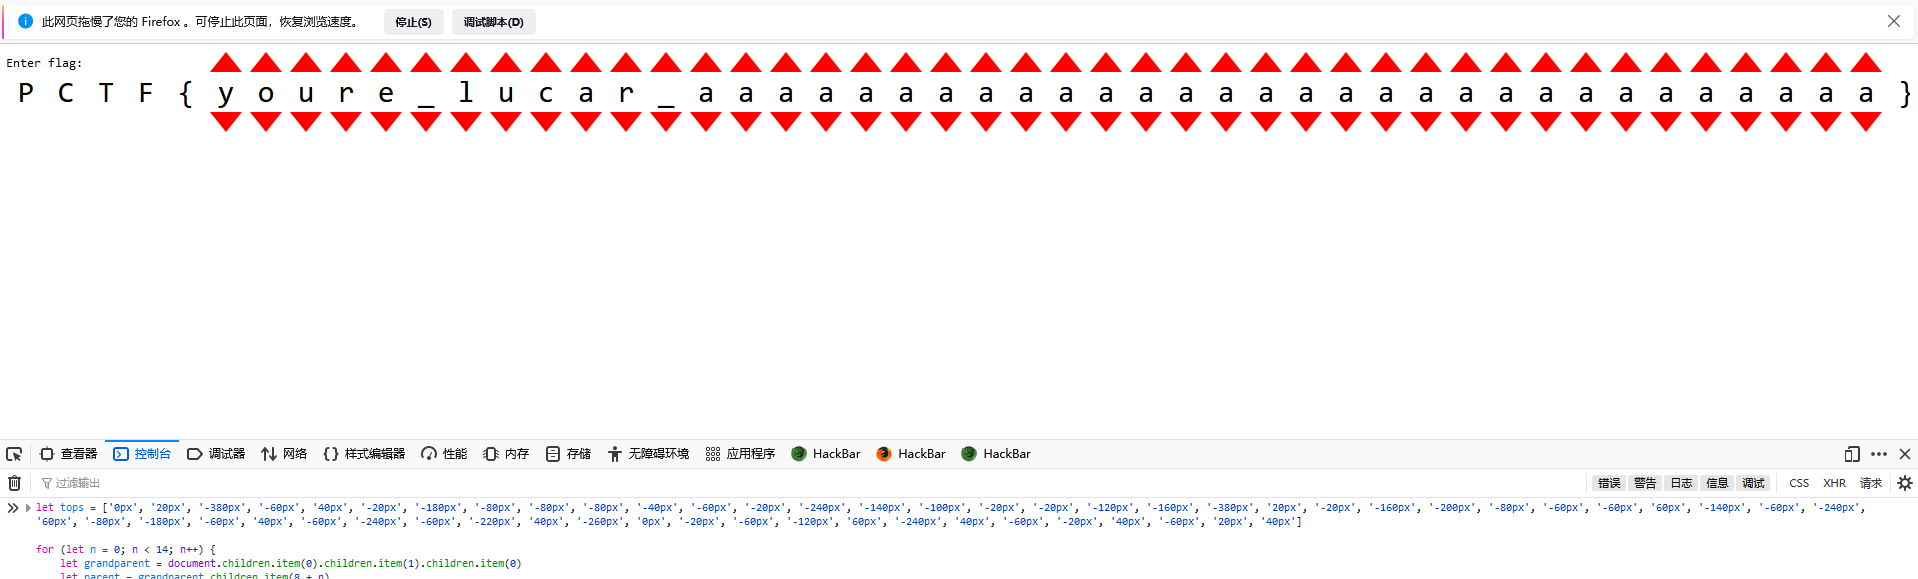 此网页拖慢了您的 Firefox 。可停止此页面，恢复浏览速度。 停止(S) 调试脚本(D)
Enter flag:
P C T F { y o u r e _ l u c a r _ a a a a a a a a a a a a a a a a a a a a a a a a a a a a a a }
查看器 控制台 调试器 网络 样式编辑器 性能 内存 存储 无障碍环境 应用程序 HackBar HackBar HackBar
过滤输出 错误 警告 日志 信息 调试 CSS XHR 请求
let tops = ['0px', '20px', '-380px', '-60px', '40px', '-20px', '-180px', '-80px', '-80px', '-80px', '-40px', '-60px', '-20px', '-240px', '-140px', '-100px', '-20px', '-20px', '-120px', '-160px', '-380px', '20px', '-20px', '-160px', '-200px', '-80px', '-60px', '-60px', '60px', '-140px', '-60px', '-240px',
'60px', '-80px', '-180px', '-60px', '40px', '-60px', '-240px', '-60px', '-220px', '40px', '-260px', '0px', '-20px', '-60px', '-120px', '60px', '-240px', '40px', '-60px', '-20px', '40px', '-60px', '20px', '40px']
for (let n = 0; n < 14; n++) {
let grandparent = document.children.item(0).children.item(1).children.item(0)
let parent = grandparent.children.item(8 + n)